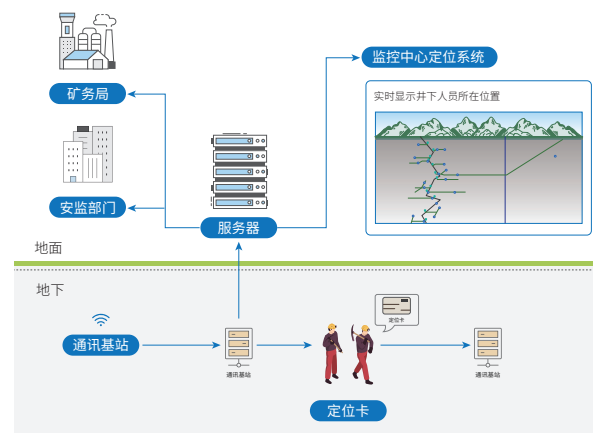 监控中心定位系统
矿务局
实时显示井下人员所在位置
安监部门
服务器
地面
地下
定位卡
通讯基站
通讯基站
通讯基站
定位卡